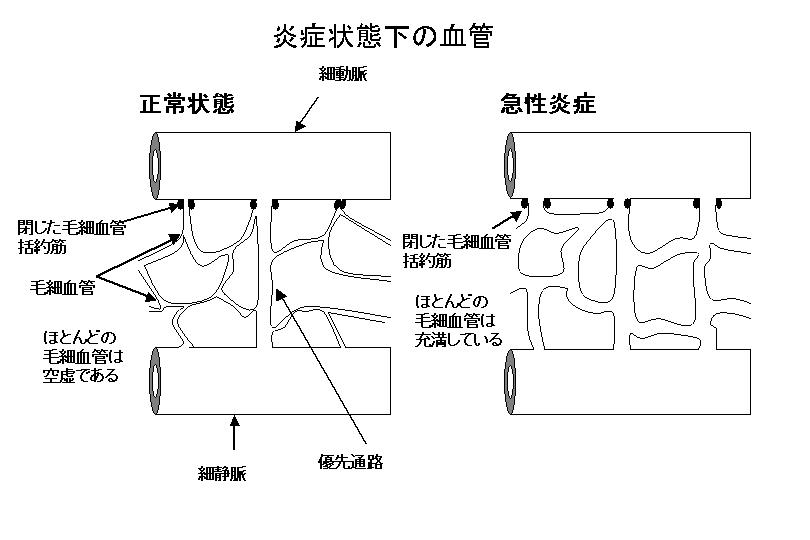 炎症状態下の血管
細動脈
正常状態
急性炎症
閉じた毛細血管
括約筋
毛細血管
ほとんどの
毛細血管は
空虚である
細静脈
優先通路
閉じた毛細血管
括約筋
ほとんどの
毛細血管は
充満している